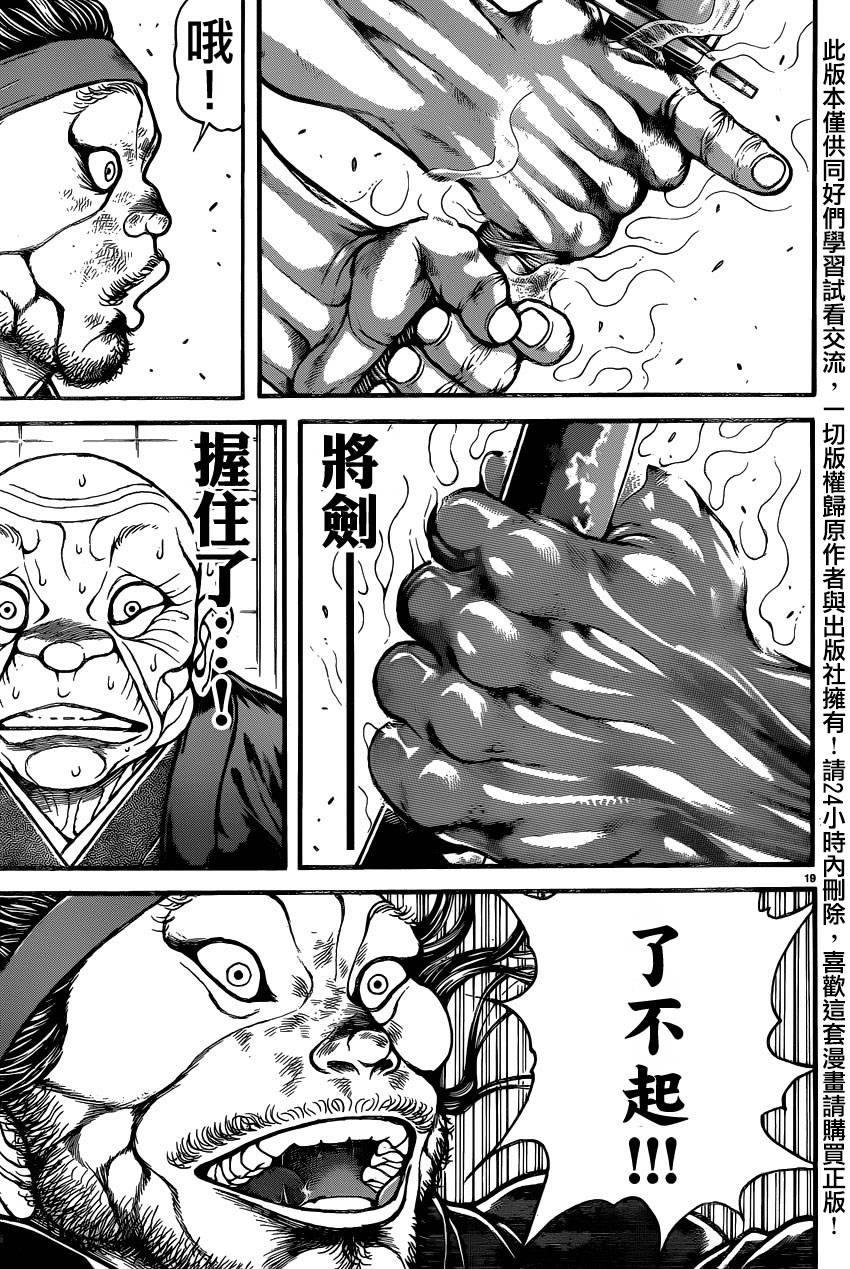 哦！
將劍——
握住了……！
19
了不起!!!
此版本僅供同好們學習試看交流，一切版權歸原作者與出版社擁有！請24小時內刪除，喜歡這套漫畫請購買正版！